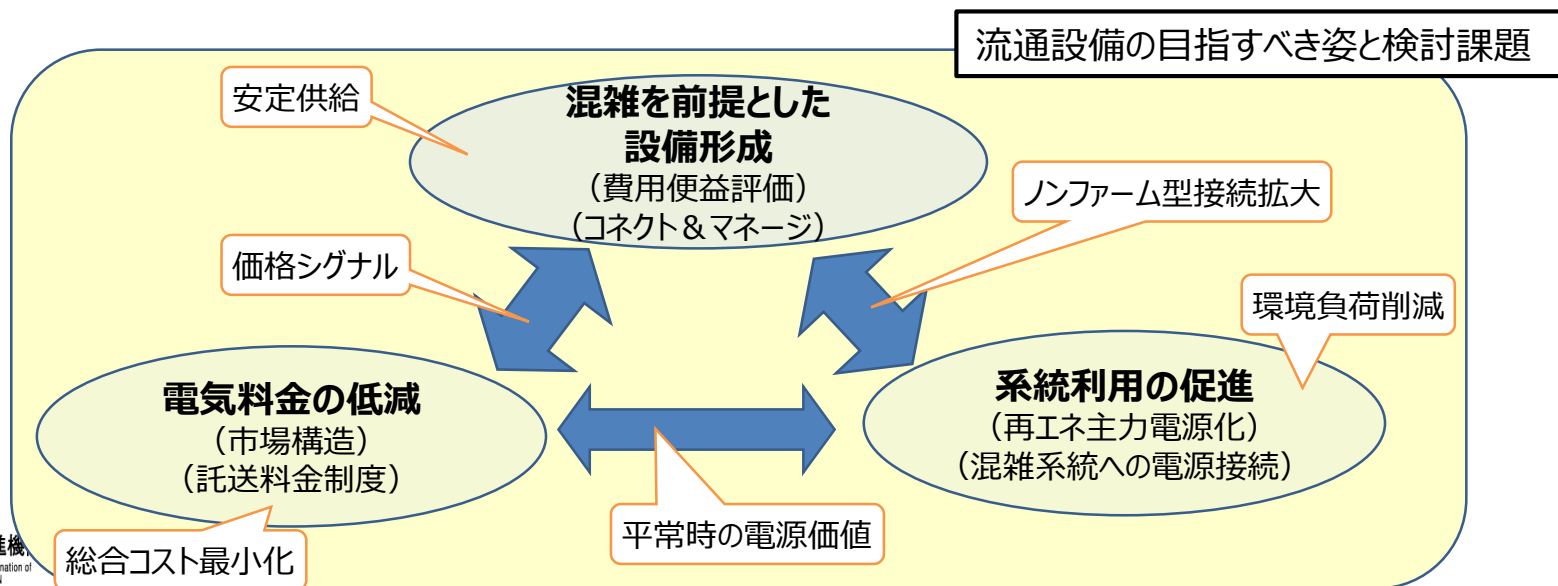 流通設備の目指すべき姿と検討課題
安定供給
混雑を前提とした
設備形成
（費用便益評価）
（コネクト＆マネージ）
ノンファーム型接続拡大
価格シグナル
環境負荷削減
電気料金の低減
（市場構造）
（託送料金制度）
系統利用の促進
（再エネ主力電源化）
（混雑系統への電源接続）
平常時の電源価値
総合コスト最小化
進機
nation of